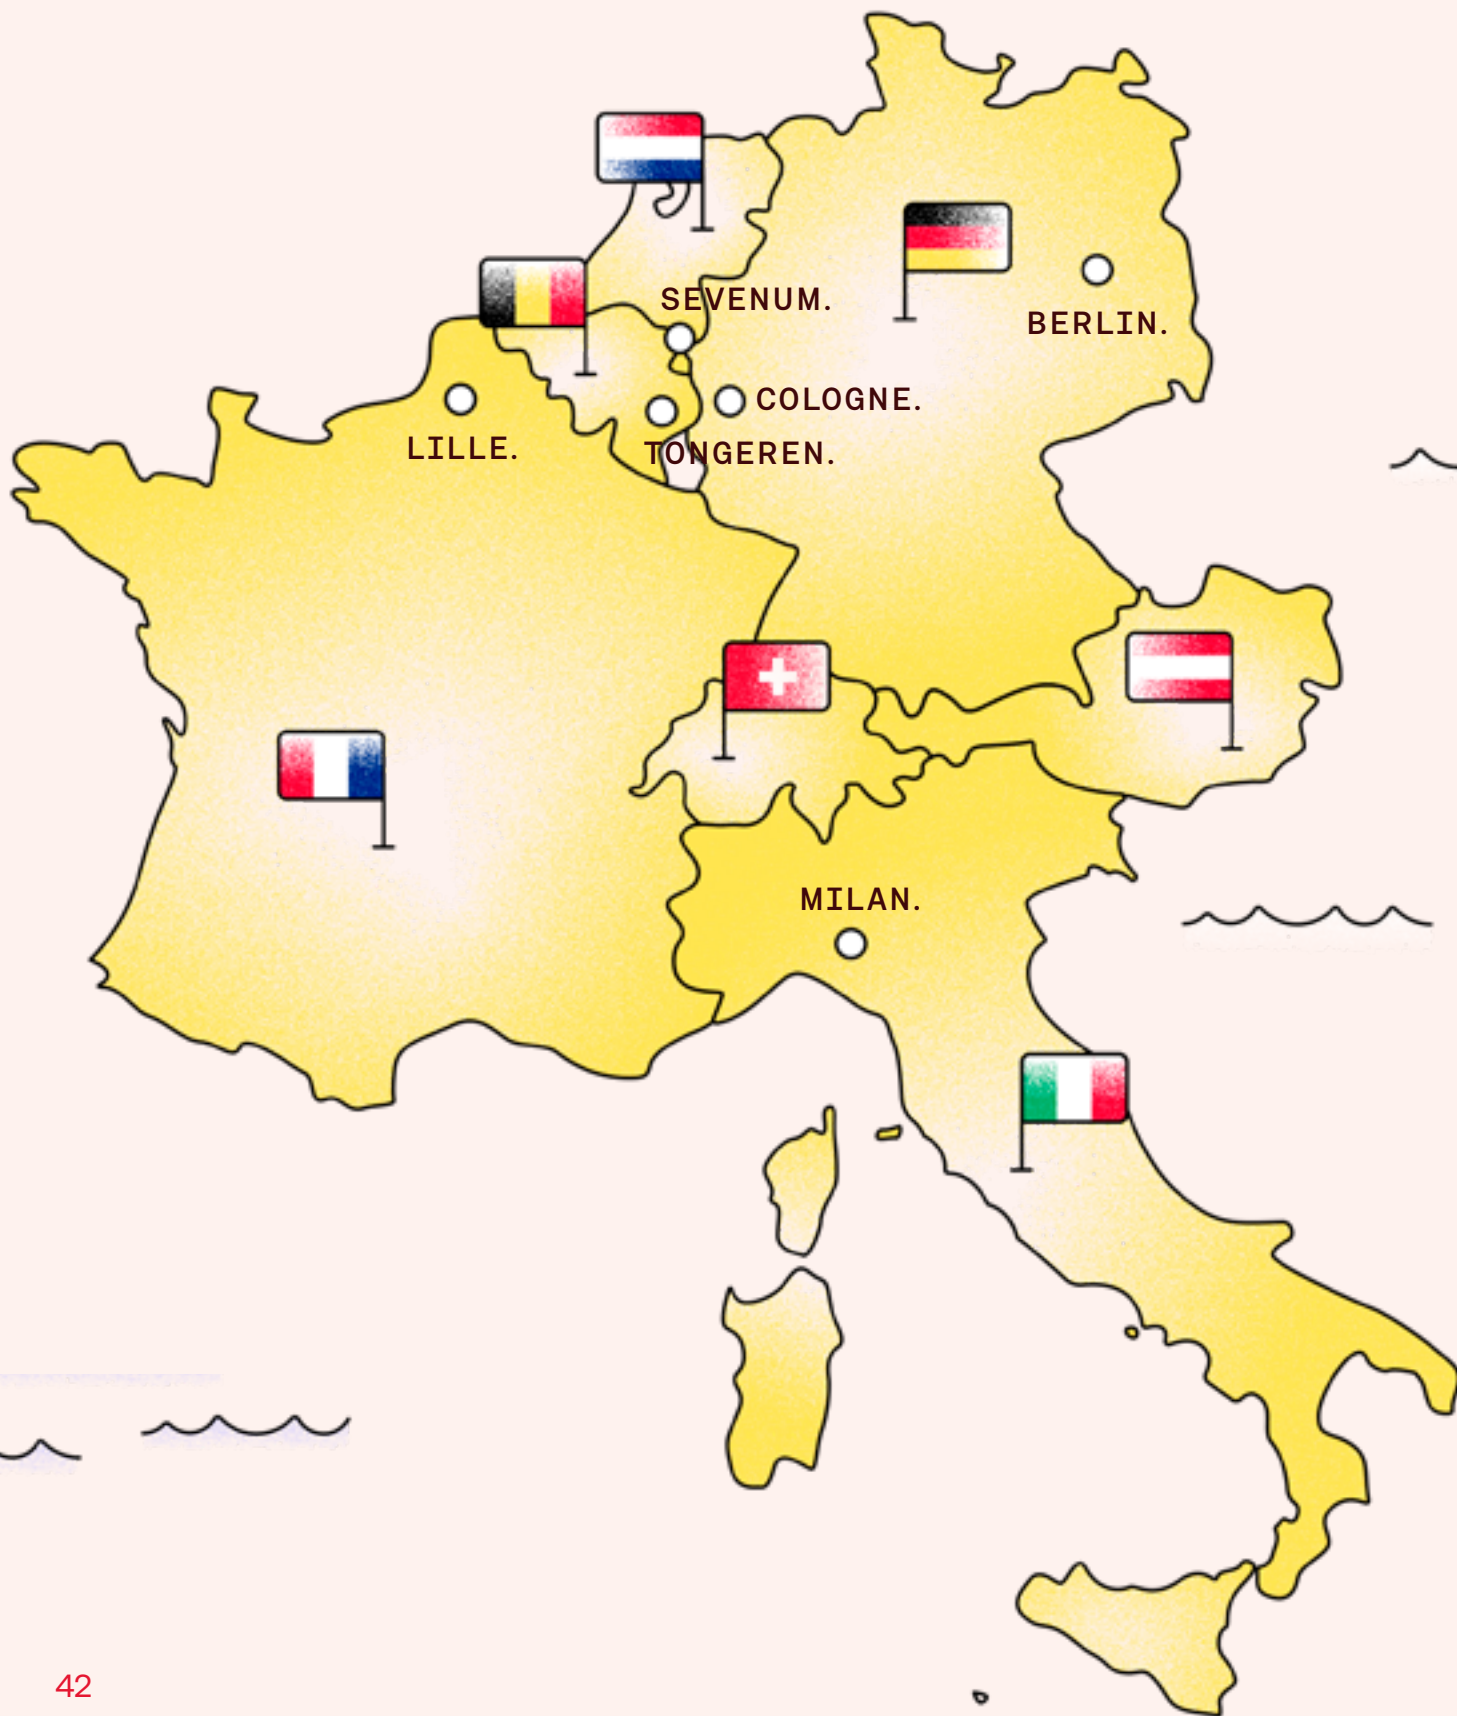 SEVENUM.
BERLIN.
COLOGNE.
LILLE.
TONGEREN.
MILAN.
42